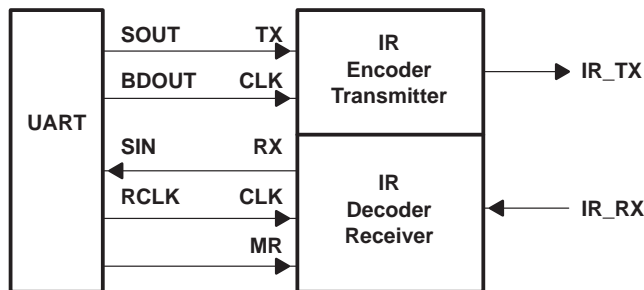 SOUT TX
BDOUT CLK
UART
SIN RX
RCLK CLK
MR
IR
Encoder
Transmitter
IR_TX
IR
Decoder
Receiver
IR_RX